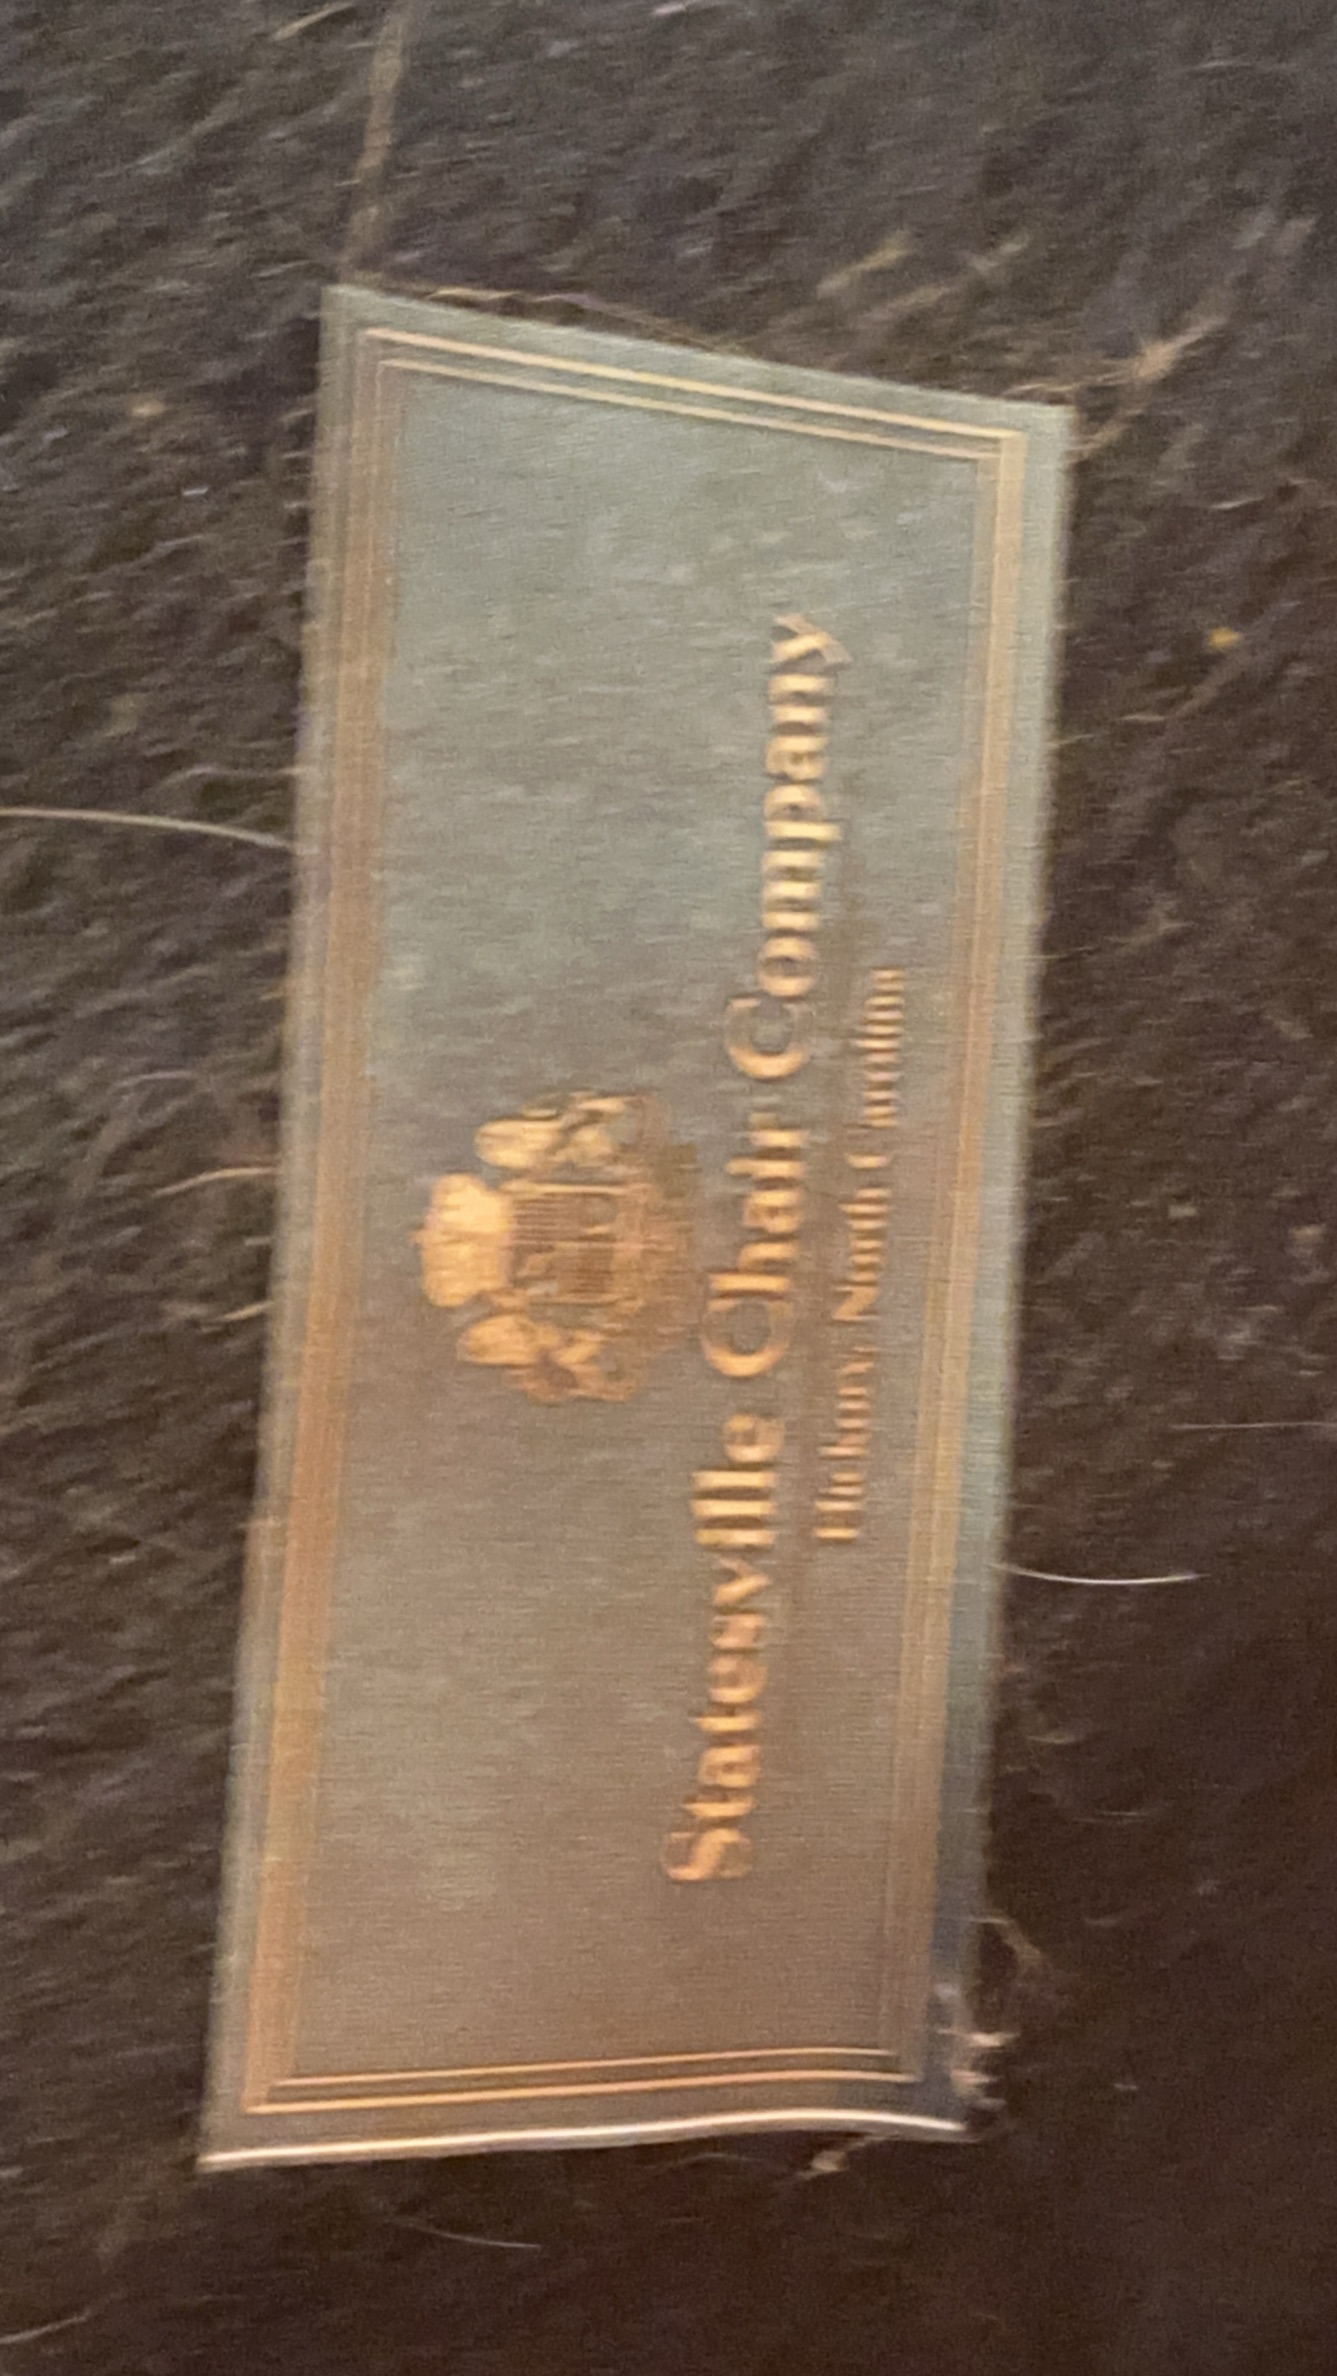 Statesville Chair Company
Hickory, North Carolina